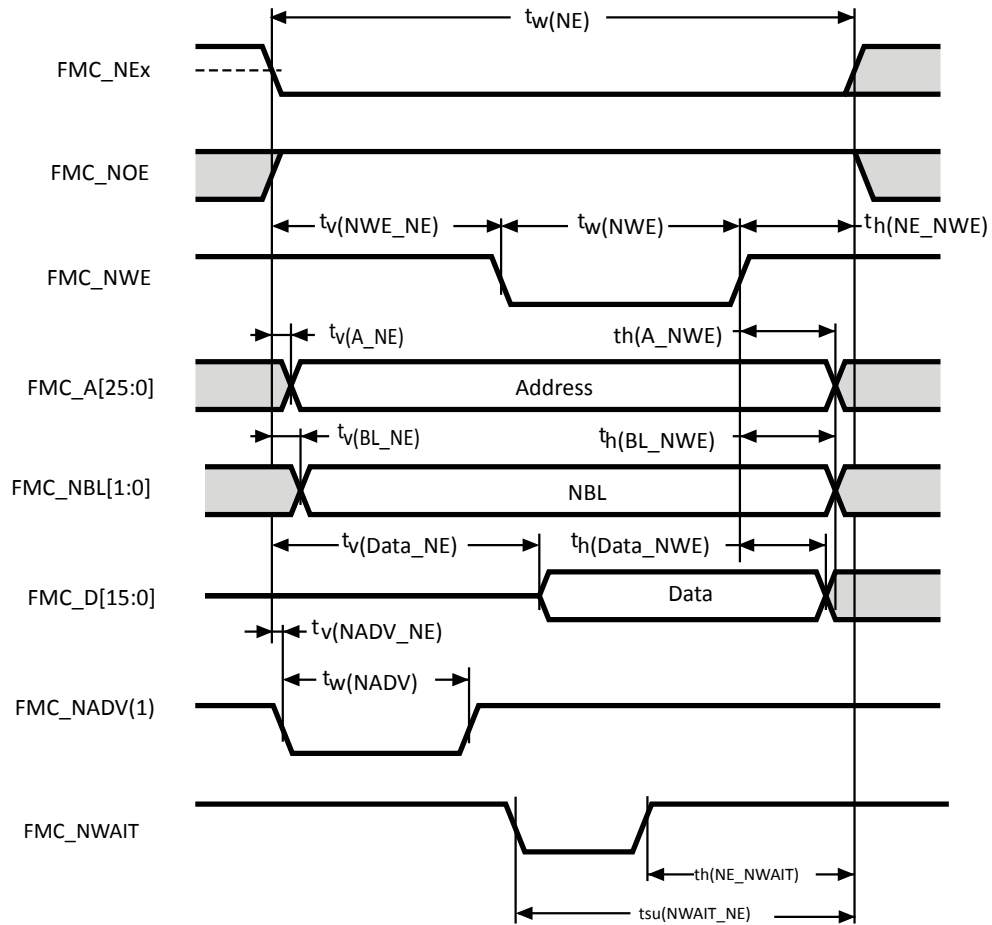 tw(NE)
FMC_NEx
FMC_NOE
tv(NWE_NE)
tw(NWE)
th(NE_NWE)
FMC_NWE
tv(A_NE)
th(A_NWE)
FMC_A[25:0]
Address
tv(BL_NE)
th(BL_NWE)
FMC_NBL[1:0]
NBL
tv(Data_NE)
th(Data_NWE)
FMC_D[15:0]
Data
tv(NADV_NE)
tw(NADV)
FMC_NADV(1)
FMC_NWAIT
th(NE_NWAIT)
tsu(NWAIT_NE)